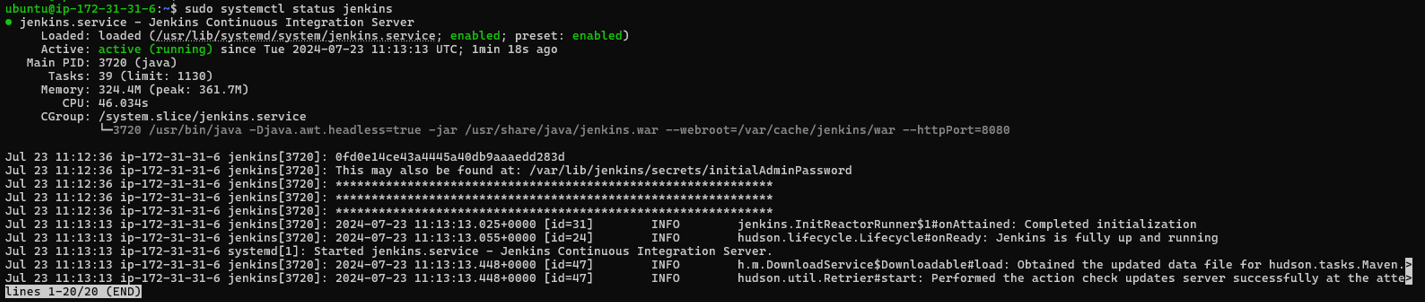 ubuntu@ip-172-31-31-6:~$ sudo systemctl status jenkins
● jenkins.service - Jenkins Continuous Integration Server
     Loaded: loaded (/usr/lib/systemd/system/jenkins.service; enabled; preset: enabled)
     Active: active (running) since Tue 2024-07-23 11:13:13 UTC; 1min 18s ago
   Main PID: 3720 (java)
      Tasks: 39 (limit: 1130)
     Memory: 324.4M (peak: 361.7M)
        CPU: 46.034s
     CGroup: /system.slice/jenkins.service
             └─3720 /usr/bin/java -Djava.awt.headless=true -jar /usr/share/java/jenkins.war --webroot=/var/cache/jenkins/war --httpPort=8080
Jul 23 11:12:36 ip-172-31-31-6 jenkins[3720]: 0fd0e14ce43a4445a40db9aaaedd283d
Jul 23 11:12:36 ip-172-31-31-6 jenkins[3720]: This may also be found at: /var/lib/jenkins/secrets/initialAdminPassword
Jul 23 11:12:36 ip-172-31-31-6 jenkins[3720]: *************************************************************
Jul 23 11:12:36 ip-172-31-31-6 jenkins[3720]: *************************************************************
Jul 23 11:12:36 ip-172-31-31-6 jenkins[3720]: *************************************************************
Jul 23 11:13:13 ip-172-31-31-6 jenkins[3720]: 2024-07-23 11:13:13.025+0000 [id=31]        INFO        jenkins.InitReactorRunner$1#onAttained: Completed initialization
Jul 23 11:13:13 ip-172-31-31-6 jenkins[3720]: 2024-07-23 11:13:13.055+0000 [id=24]        INFO        hudson.lifecycle.Lifecycle#onReady: Jenkins is fully up and running
Jul 23 11:13:13 ip-172-31-31-6 systemd[1]: Started jenkins.service - Jenkins Continuous Integration Server.
Jul 23 11:13:13 ip-172-31-31-6 jenkins[3720]: 2024-07-23 11:13:13.448+0000 [id=47]        INFO        h.m.DownloadService$Downloadable#load: Obtained the updated data file for hudson.tasks.Maven.>
Jul 23 11:13:13 ip-172-31-31-6 jenkins[3720]: 2024-07-23 11:13:13.448+0000 [id=47]        INFO        hudson.util.Retrier#start: Performed the action check updates server successfully at the atte>
lines 1-20/20 (END)